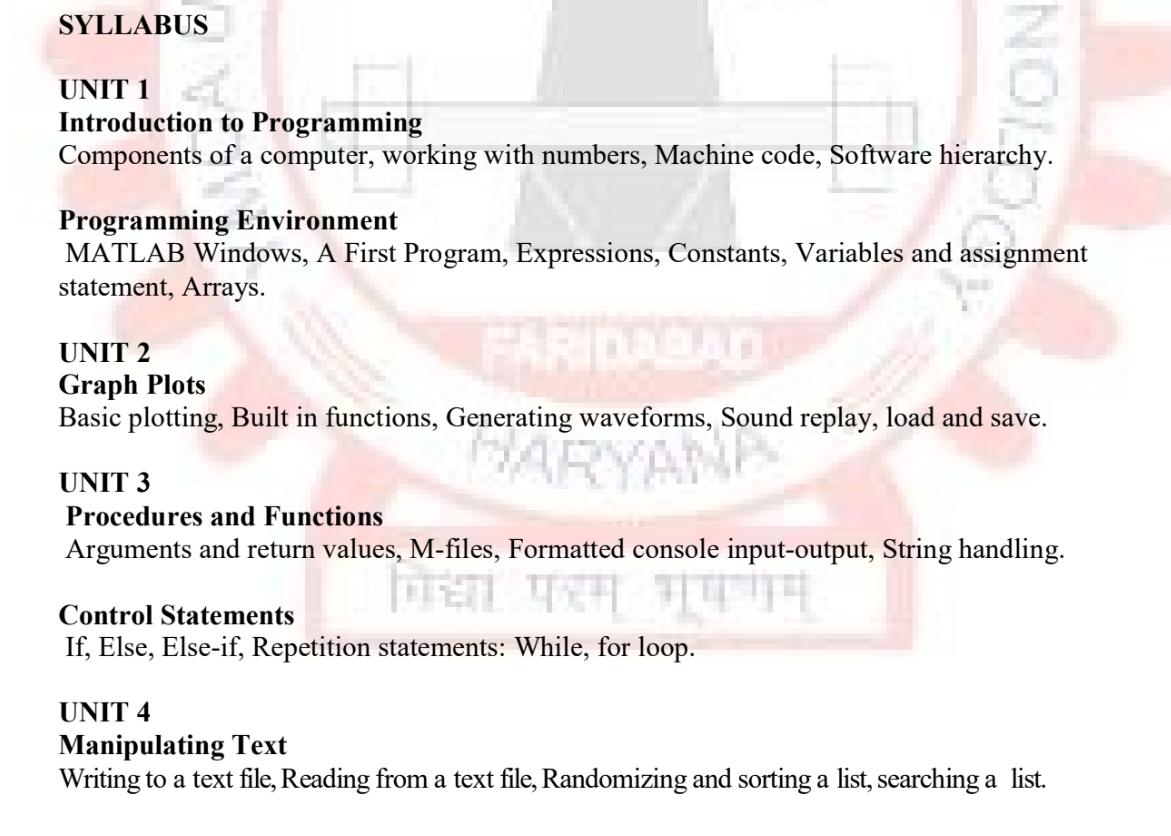 SYLLABUS
UNIT 1
Introduction to Programming
Components of a computer, working with numbers, Machine code, Software hierarchy.
Programming Environment
MATLAB Windows, A First Program, Expressions, Constants, Variables and assignment
statement, Arrays.
UNIT 2
Graph Plots
Basic plotting, Built in functions, Generating waveforms, Sound replay, load and save.
UNIT 3
Procedures and Functions
Arguments and return values, M-files, Formatted console input-output, String handling.
Control Statements
If, Else, Else-if, Repetition statements: While, for loop.
UNIT 4
Manipulating Text
Writing to a text file, Reading from a text file, Randomizing and sorting a list, searching a list.
FARIDABAD
HARYANA
विद्या परम भूषणम्